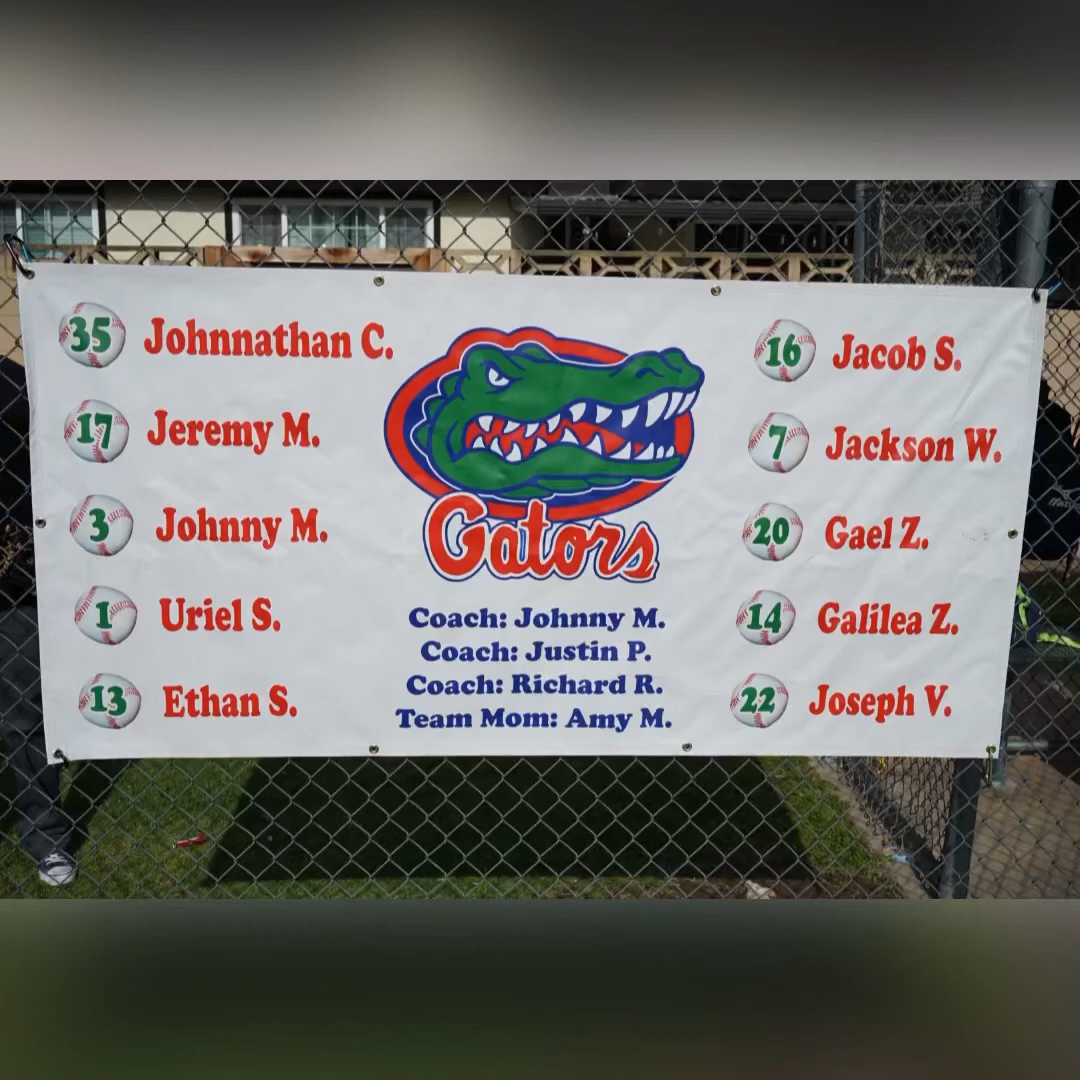 35 Johnnathan C.
17 Jeremy M.
3 Johnny M.
1 Uriel S.
13 Ethan S.
Gators
Coach: Johnny M.
Coach: Justin P.
Coach: Richard R.
Team Mom: Amy M.
16 Jacob S.
7 Jackson W.
20 Gael Z.
14 Galilea Z.
22 Joseph V.